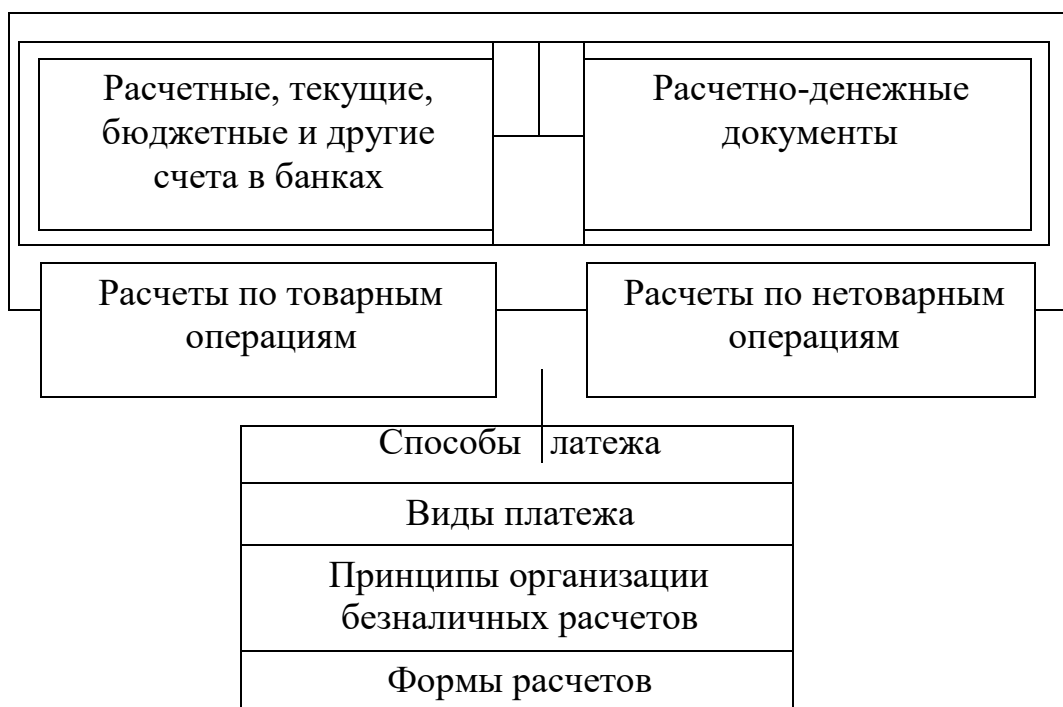 Расчетные, текущие,
бюджетные и другие
счета в банках
Расчетно-денежные
документы
Расчеты по товарным
операциям
Расчеты по нетоварным
операциям
Способы латежа
Виды платежа
Принципы организации
безналичных расчетов
Формы расчетов